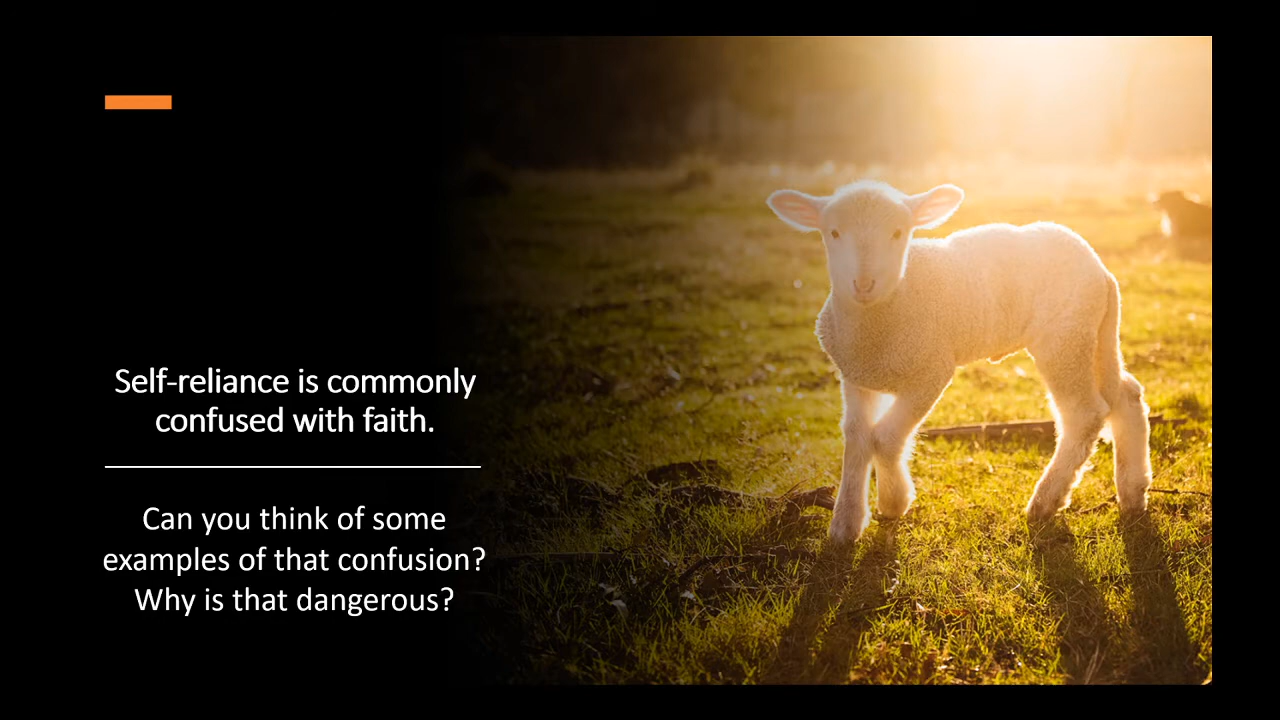 Self-reliance is commonly
confused with faith.
Can you think of some
examples of that confusion?
Why is that dangerous?